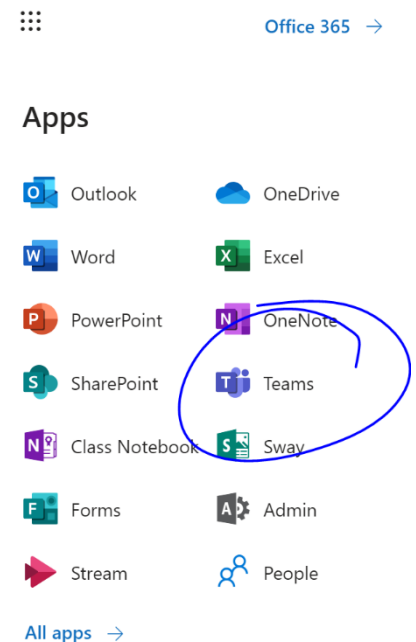 Office 365 →
Apps
Outlook OneDrive
Word Excel
PowerPoint OneNote
SharePoint Teams
Class Notebook Sway
Forms Admin
Stream People
All apps →